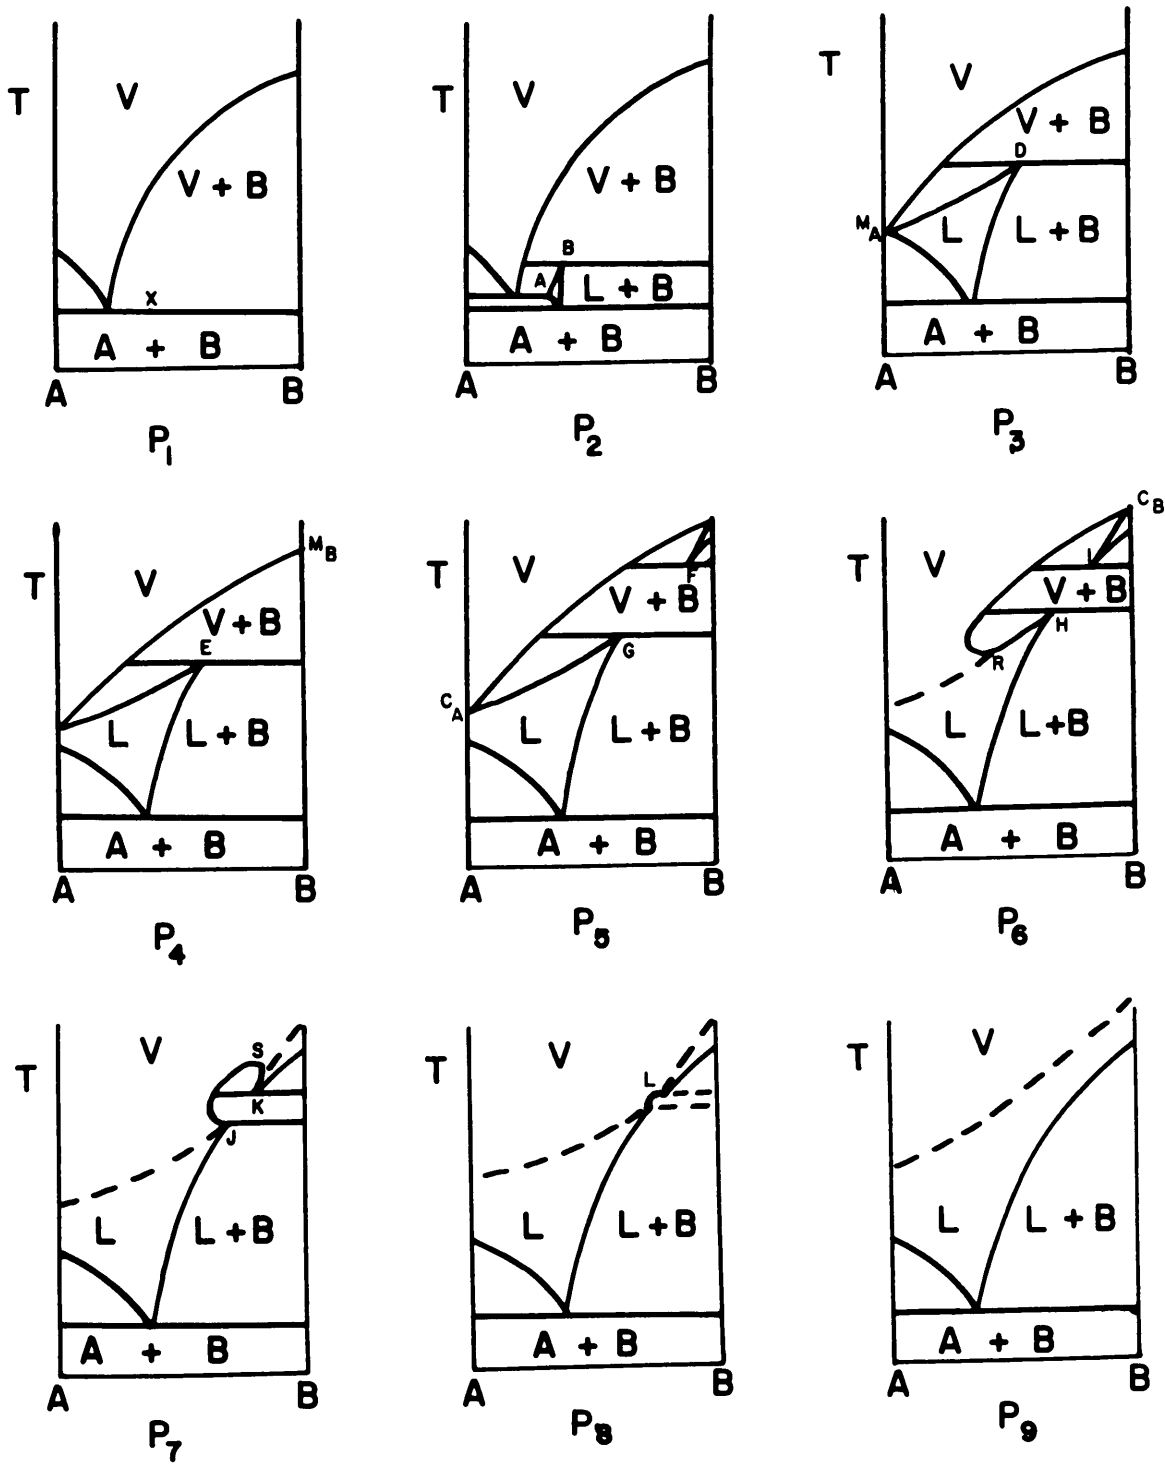 T V V + B X A + B A B P1
T V V + B B A L + B A + B A B P2
T V V + B D MA L L + B A + B A B P3
T V MB V + B E L L + B A + B A B P4
T V F V + B G CA L L + B A + B A B P5
T V CB I V + B H R L L + B A + B A B P6
T V S K J L L + B A + B A B P7
T V L L L + B A + B A B P8
T V L L + B A + B A B P9